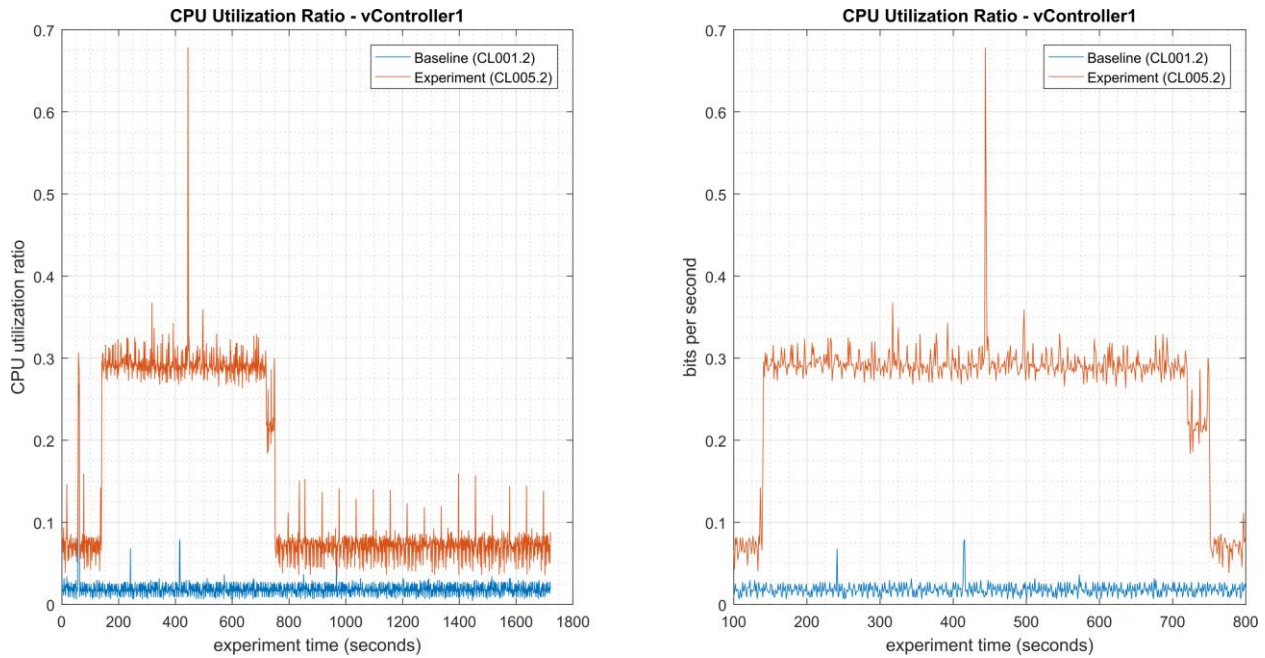 CPU Utilization Ratio - vController1
0.7
0.6
0.5
0.4
0.3
0.2
0.1
0
CPU utilization ratio
Baseline (CL001.2)
Experiment (CL005.2)
0 200 400 600 800 1000 1200 1400 1600 1800
experiment time (seconds)
CPU Utilization Ratio - vController1
0.7
0.6
0.5
0.4
0.3
0.2
0.1
0
bits per second
Baseline (CL001.2)
Experiment (CL005.2)
100 200 300 400 500 600 700 800
experiment time (seconds)